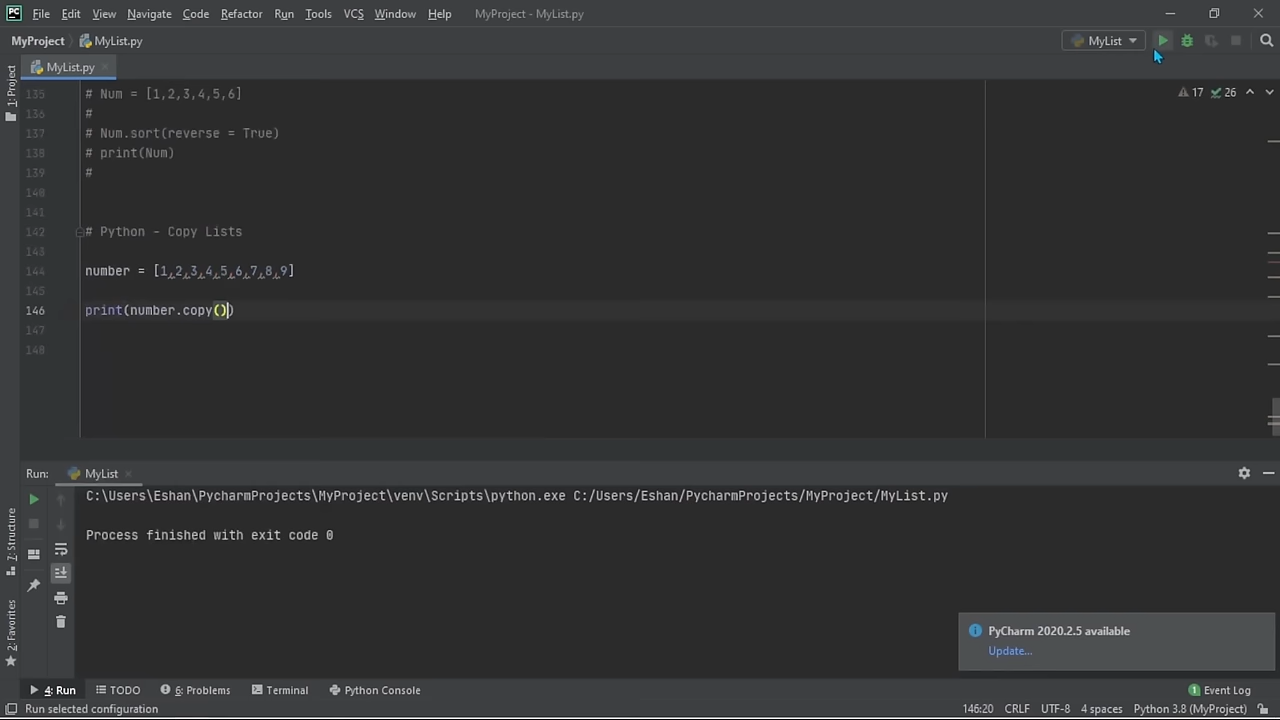 PC File Edit View Navigate Code Refactor Run Tools VCS Window Help MyProject - MyList.py
MyProject MyList.py MyList
1: Project
MyList.py
17 26
135 # Num = [1,2,3,4,5,6]
136 #
137 # Num.sort(reverse = True)
138 # print(Num)
139 #
140
141
142 # Python - Copy Lists
143
144 number = [1,2,3,4,5,6,7,8,9]
145
146 print(number.copy())
147
148
Run: MyList
C:\Users\Eshan\PycharmProjects\MyProject\venv\Scripts\python.exe C:/Users/Eshan/PycharmProjects/MyProject/MyList.py
Process finished with exit code 0
7: Structure
2: Favorites
PyCharm 2020.2.5 available
Update...
4: Run TODO 6: Problems Terminal Python Console 1 Event Log
Run selected configuration 146:20 CRLF UTF-8 4 spaces Python 3.8 (MyProject)